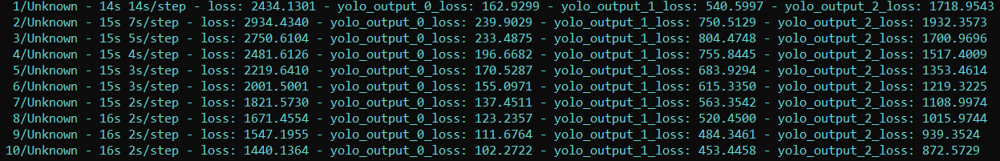 1/Unknown - 14s 14s/step - loss: 2434.1301 - yolo_output_0_loss: 162.9299 - yolo_output_1_loss: 540.5997 - yolo_output_2_loss: 1718.9543
2/Unknown - 15s 7s/step - loss: 2934.4340 - yolo_output_0_loss: 239.9029 - yolo_output_1_loss: 750.5129 - yolo_output_2_loss: 1932.3573
3/Unknown - 15s 5s/step - loss: 2750.6104 - yolo_output_0_loss: 233.4875 - yolo_output_1_loss: 804.4748 - yolo_output_2_loss: 1700.9696
4/Unknown - 15s 4s/step - loss: 2481.6126 - yolo_output_0_loss: 196.6682 - yolo_output_1_loss: 755.8445 - yolo_output_2_loss: 1517.4009
5/Unknown - 15s 3s/step - loss: 2219.6410 - yolo_output_0_loss: 170.5287 - yolo_output_1_loss: 683.9294 - yolo_output_2_loss: 1353.4614
6/Unknown - 15s 3s/step - loss: 2001.5001 - yolo_output_0_loss: 155.0971 - yolo_output_1_loss: 615.3350 - yolo_output_2_loss: 1219.3225
7/Unknown - 15s 2s/step - loss: 1821.5730 - yolo_output_0_loss: 137.4511 - yolo_output_1_loss: 563.3542 - yolo_output_2_loss: 1108.9974
8/Unknown - 16s 2s/step - loss: 1671.4554 - yolo_output_0_loss: 123.2357 - yolo_output_1_loss: 520.4500 - yolo_output_2_loss: 1015.9744
9/Unknown - 16s 2s/step - loss: 1547.1955 - yolo_output_0_loss: 111.6764 - yolo_output_1_loss: 484.3461 - yolo_output_2_loss: 939.3524
10/Unknown - 16s 2s/step - loss: 1440.1364 - yolo_output_0_loss: 102.2722 - yolo_output_1_loss: 453.4458 - yolo_output_2_loss: 872.5729